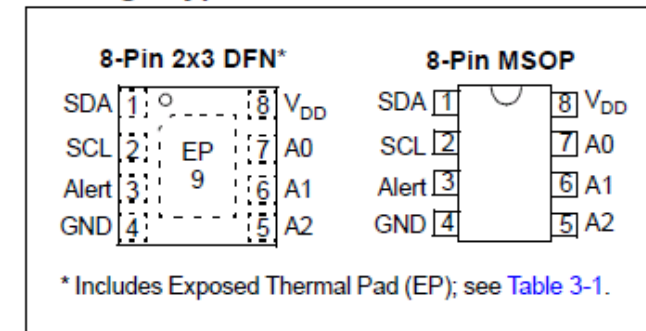 8-Pin 2x3 DFN*
SDA 1 8 VDD
SCL 2 EP 7 A0
Alert 3 9 6 A1
GND 4 5 A2
8-Pin MSOP
SDA 1 8 VDD
SCL 2 7 A0
Alert 3 6 A1
GND 4 5 A2
* Includes Exposed Thermal Pad (EP); see Table 3-1.